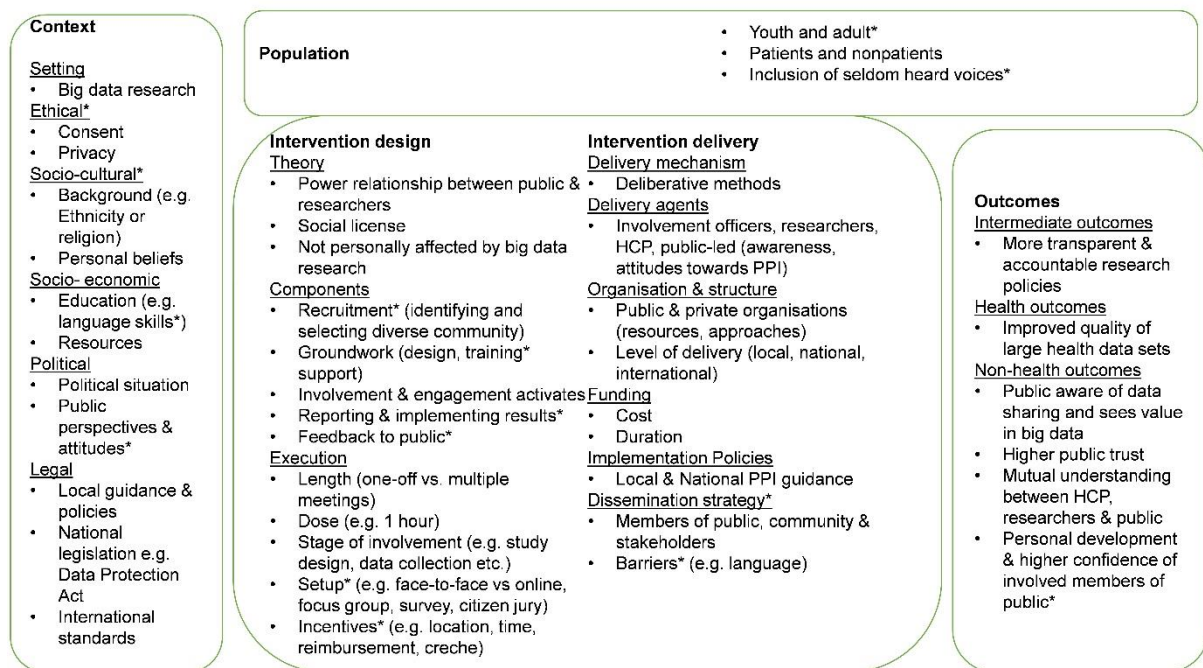 Context
Setting
• Big data research
Ethical*
• Consent
• Privacy
Socio-cultural*
• Background (e.g.
Ethnicity or
religion)
• Personal beliefs
Socio- economic
• Education (e.g.
language skills*)
• Resources
Political
• Political situation
• Public
perspectives &
attitudes*
Legal
• Local guidance &
policies
• National
legislation e.g.
Data Protection
Act
• International
standards
Population
• Youth and adult*
• Patients and nonpatients
• Inclusion of seldom heard voices*
Intervention design
Theory
• Power relationship between public &
researchers
• Social license
• Not personally affected by big data
research
Components
• Recruitment* (identifying and
selecting diverse community)
• Groundwork (design, training*
support)
• Involvement & engagement activates
• Reporting & implementing results*
• Feedback to public*
Execution
• Length (one-off vs. multiple
meetings)
• Dose (e.g. 1 hour)
• Stage of involvement (e.g. study
design, data collection etc.)
• Setup* (e.g. face-to-face vs online,
focus group, survey, citizen jury)
• Incentives* (e.g. location, time,
reimbursement, creche)
Intervention delivery
Delivery mechanism
• Deliberative methods
Delivery agents
• Involvement officers, researchers,
HCP, public-led (awareness,
attitudes towards PPI)
Organisation & structure
• Public & private organisations
(resources, approaches)
• Level of delivery (local, national,
international)
Funding
• Cost
• Duration
Implementation Policies
• Local & National PPI guidance
Dissemination strategy*
• Members of public, community &
stakeholders
• Barriers* (e.g. language)
Outcomes
Intermediate outcomes
• More transparent &
accountable research
policies
Health outcomes
• Improved quality of
large health data sets
Non-health outcomes
• Public aware of data
sharing and sees value
in big data
• Higher public trust
• Mutual understanding
between HCP,
researchers & public
• Personal development
& higher confidence of
involved members of
public*